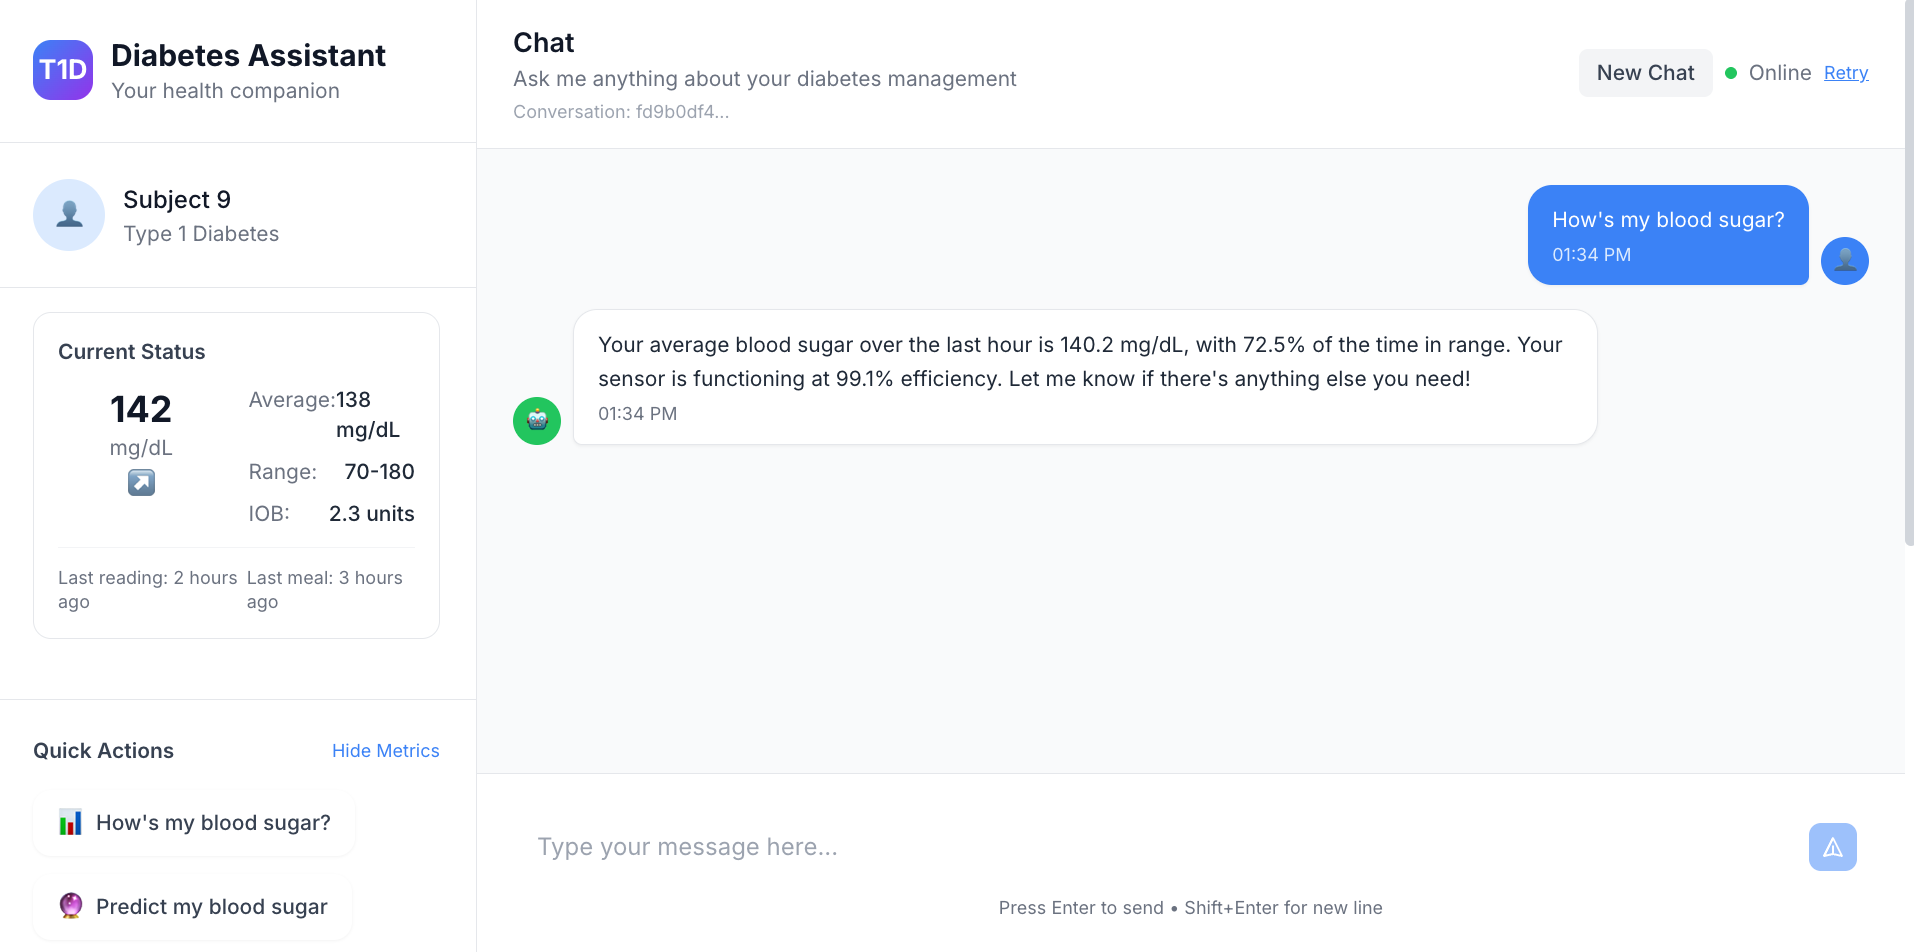 T1D
Diabetes Assistant
Your health companion
Subject 9
Type 1 Diabetes
Current Status
142
mg/dL
Average:138
mg/dL
Range: 70-180
IOB: 2.3 units
Last reading: 2 hours
ago
Last meal: 3 hours
ago
Quick Actions
Hide Metrics
How's my blood sugar?
Predict my blood sugar
Chat
Ask me anything about your diabetes management
Conversation: fd9b0df4...
New Chat
Online
Retry
How's my blood sugar?
01:34 PM
Your average blood sugar over the last hour is 140.2 mg/dL, with 72.5% of the time in range. Your
sensor is functioning at 99.1% efficiency. Let me know if there's anything else you need!
01:34 PM
Type your message here...
Press Enter to send • Shift+Enter for new line